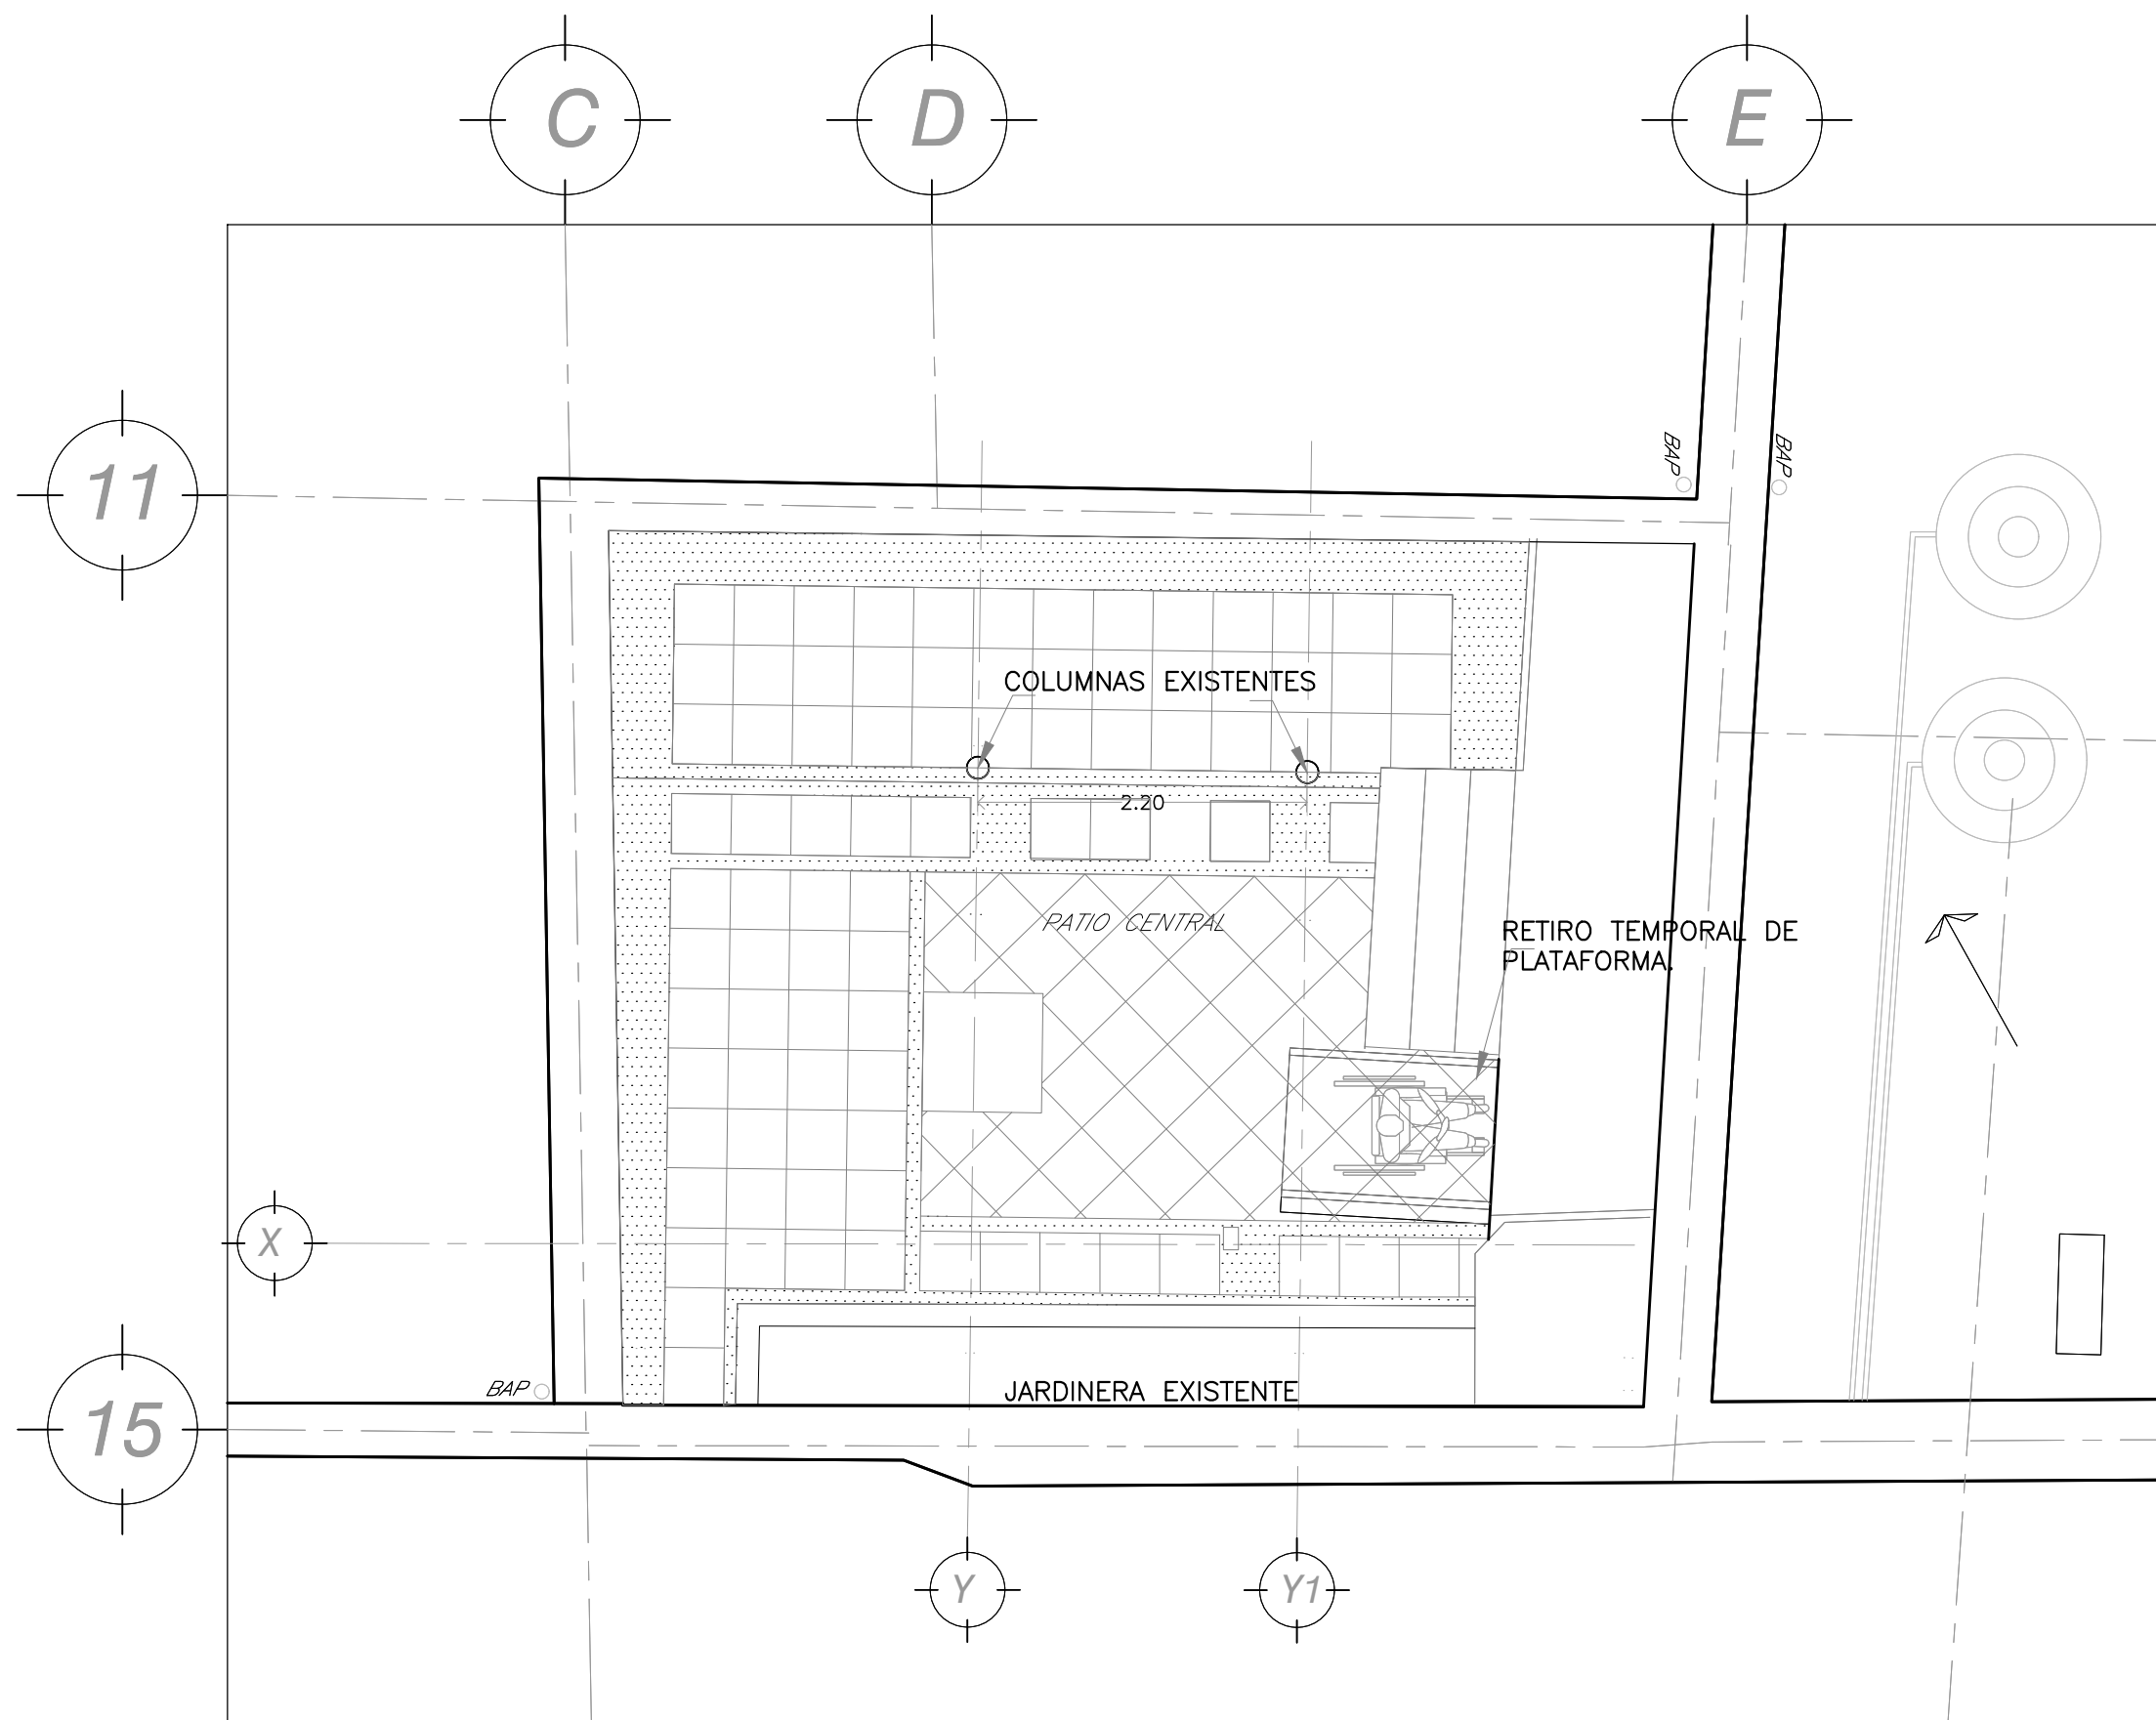 C
D
E
11
BAP
BAP
COLUMNAS EXISTENTES
2.20
PATIO CENTRAL
RETIRO TEMPORAL DE
PLATAFORMA.
X
BAP
JARDINERA EXISTENTE
15
Y
Y1